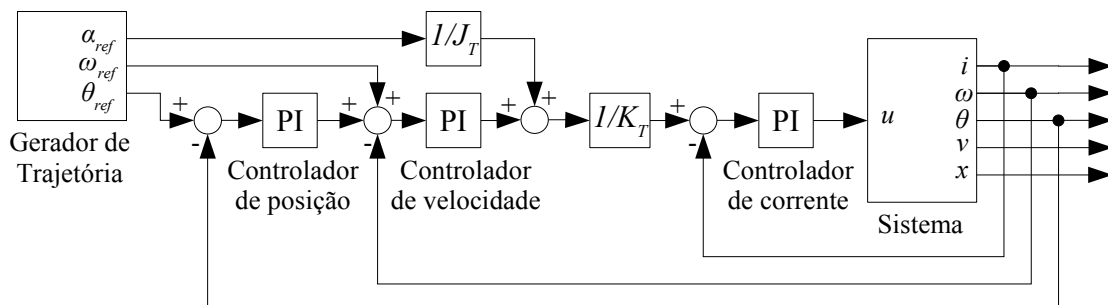 α_ref
ω_ref
θ_ref
Gerador de
Trajetória
+
-
PI
Controlador
de posição
+
+
-
PI
Controlador
de velocidade
1/J_T
+
+
1/K_T
+
-
PI
Controlador
de corrente
u
i
ω
θ
v
x
Sistema